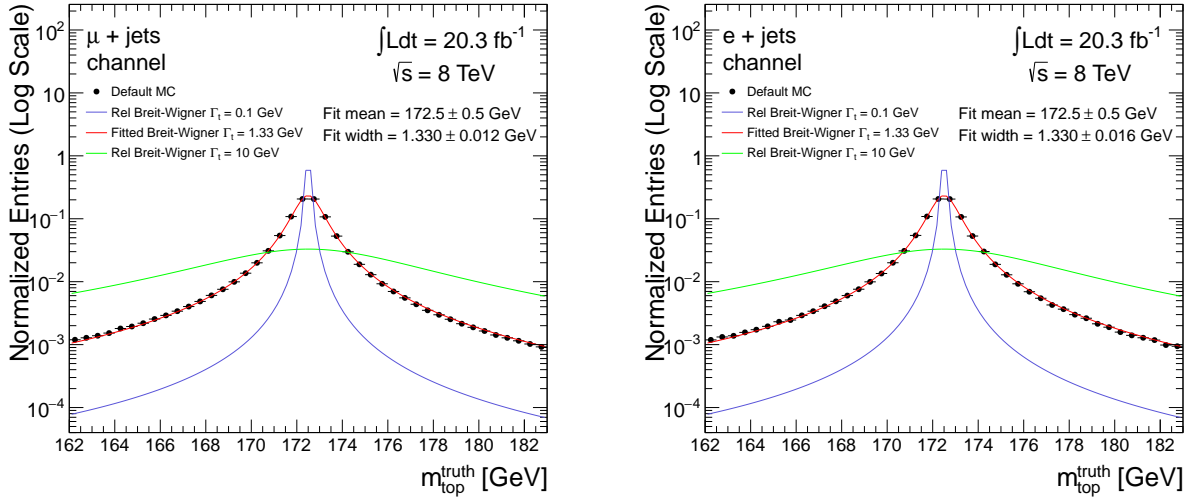 Normalized Entries (Log Scale)
10²
10
1
10⁻¹
10⁻²
10⁻³
10⁻⁴
μ + jets
channel
∫Ldt = 20.3 fb⁻¹
√s = 8 TeV
Default MC
Rel Breit-Wigner Γₜ = 0.1 GeV
Fitted Breit-Wigner Γₜ = 1.33 GeV
Rel Breit-Wigner Γₜ = 10 GeV
Fit mean = 172.5 ± 0.5 GeV
Fit width = 1.330 ± 0.012 GeV
162 164 166 168 170 172 174 176 178 180 182
m_top^truth [GeV]
Normalized Entries (Log Scale)
10²
10
1
10⁻¹
10⁻²
10⁻³
10⁻⁴
e + jets
channel
∫Ldt = 20.3 fb⁻¹
√s = 8 TeV
Default MC
Rel Breit-Wigner Γₜ = 0.1 GeV
Fitted Breit-Wigner Γₜ = 1.33 GeV
Rel Breit-Wigner Γₜ = 10 GeV
Fit mean = 172.5 ± 0.5 GeV
Fit width = 1.330 ± 0.016 GeV
162 164 166 168 170 172 174 176 178 180 182
m_top^truth [GeV]